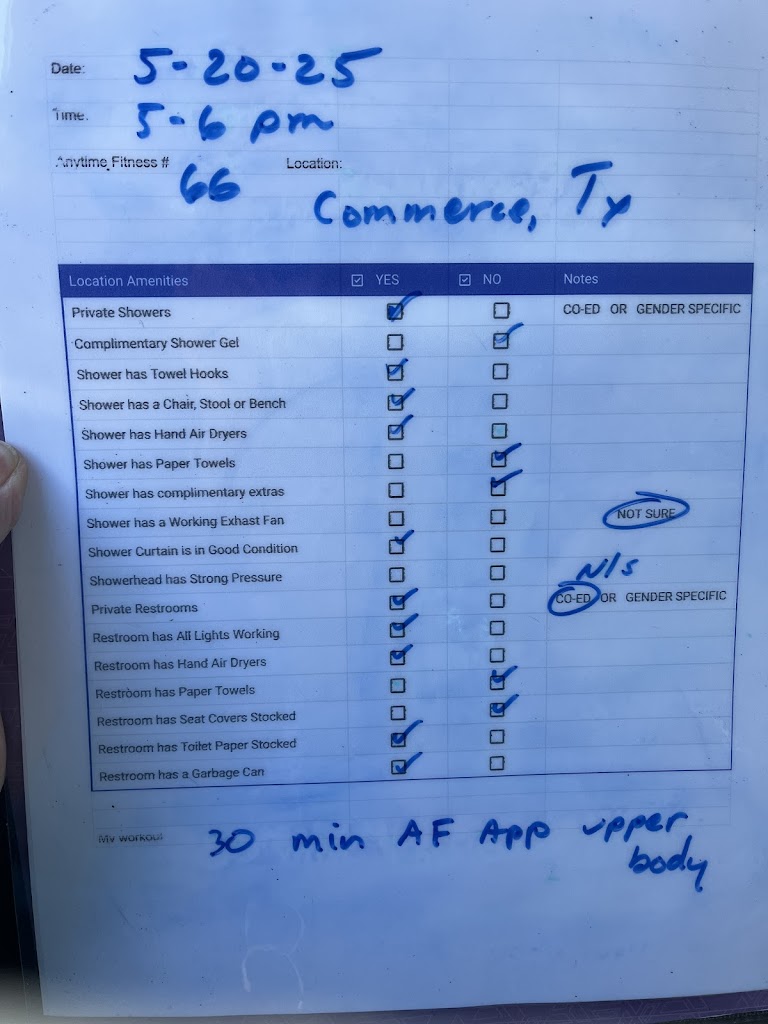 Date: 5-20-25
Time: 5-6 pm
Anytime Fitness # 66 Location: Commerce, Tx
Location Amenities ☑ YES ☑ NO Notes
Private Showers ☑ ☐ CO-ED OR GENDER SPECIFIC
Complimentary Shower Gel ☐ ☑
Shower has Towel Hooks ☑ ☐
Shower has a Chair, Stool or Bench ☑ ☐
Shower has Hand Air Dryers ☑ ☐
Shower has Paper Towels ☐ ☑
Shower has complimentary extras ☐ ☑
Shower has a Working Exhast Fan ☐ ☐ NOT SURE
Shower Curtain is in Good Condition ☑ ☐
Showerhead has Strong Pressure ☐ ☐ N/S
Private Restrooms ☑ ☐ CO-ED OR GENDER SPECIFIC
Restroom has All Lights Working ☑ ☐
Restroom has Hand Air Dryers ☑ ☐
Restroom has Paper Towels ☐ ☑
Restroom has Seat Covers Stocked ☐ ☑
Restroom has Toilet Paper Stocked ☑ ☐
Restroom has a Garbage Can ☑ ☐
My workout 30 min AF App upper
body